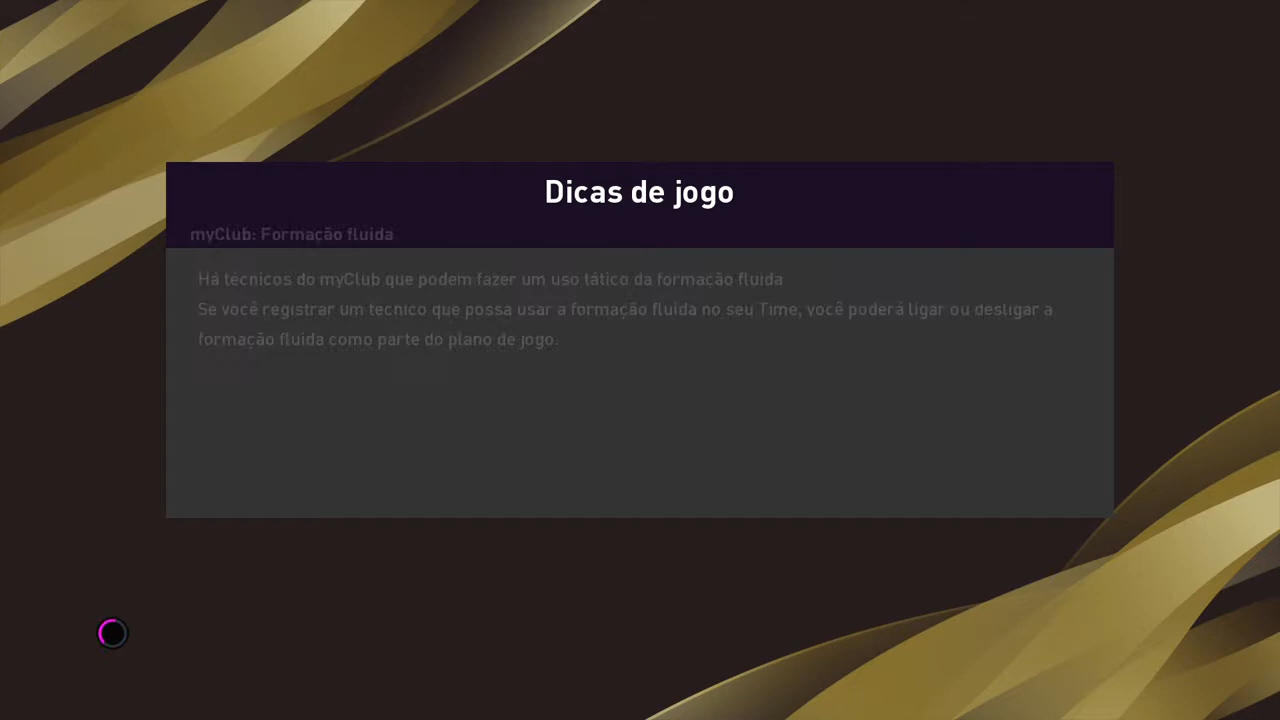 Dicas de jogo
myClub: Formação fluida
Há técnicos do myClub que podem fazer um uso tático da formação fluida
Se você registrar um tecnico que possa usar a formação fluida no seu Time, você poderá ligar ou desligar a
formação fluida como parte do plano de jogo.